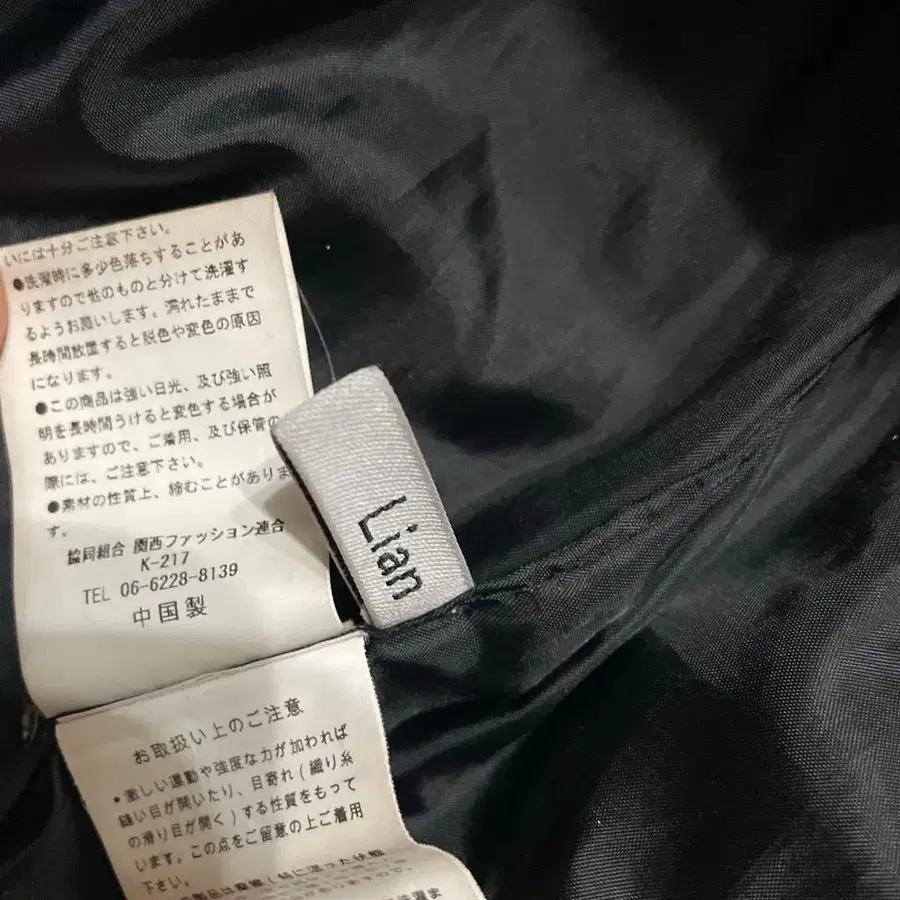 いには十分ご注意下さい。
●洗濯時に多少色落ちすることがあ
りますので他のものと分けて洗濯す
るようお願いします。濡れたままで
長時間放置すると脱色や変色の原因
になります。
●この商品は強い日光、及び強い照
明を長時間うけると変色する場合が
ありますので、ご着用、及び保管の
際には、ご注意下さい。
●素材の性質上、縮むことがありま
す。
協同組合 関西ファッション連合
K-217
TEL 06-6228-8139
中国製
Lian
お取扱い上のご注意
・激しい運動や強度な力が加われば
縫い目が開いたり、目寄れ(織り糸
の滑り目が開く)する性質をもって
います。この点をご留意の上ご着用
下さい。